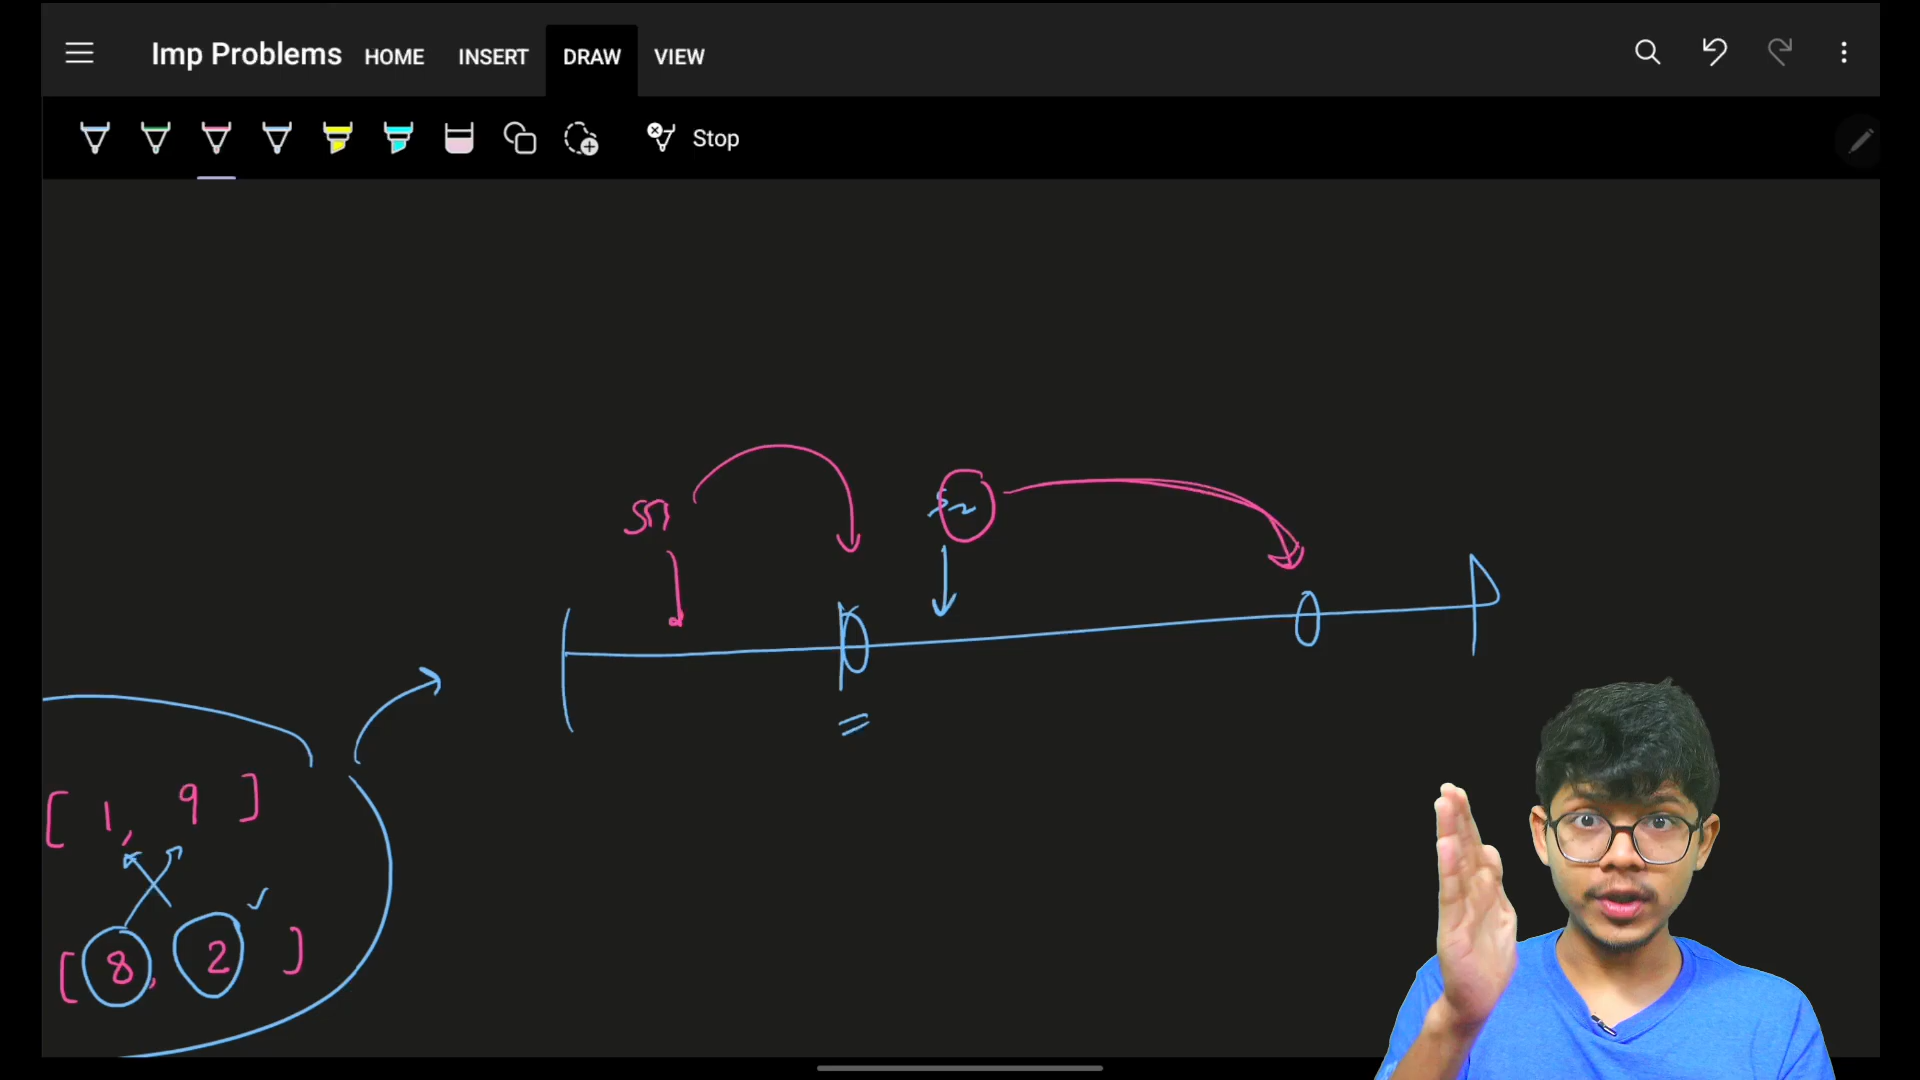 Imp Problems HOME INSERT DRAW VIEW
Stop
[ 1, 9 ]
[ 8, 2 ]